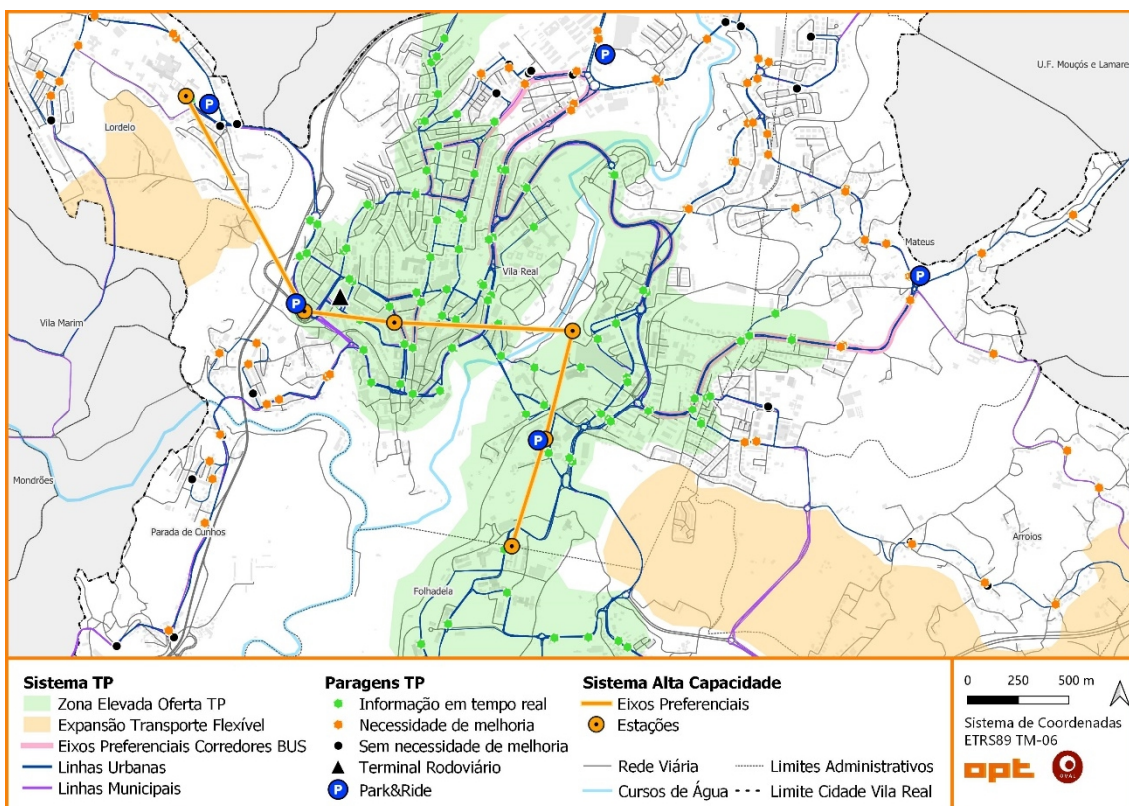 U.F. Mouçós e Lamare
Lordelo
Mateus
Vila Real
Vila Marim
Mondrões
Parada de Cunhos
Arroios
Folhadela
P
P
P
P
P
Sistema TP
Zona Elevada Oferta TP
Expansão Transporte Flexível
Eixos Preferenciais Corredores BUS
Linhas Urbanas
Linhas Municipais
Paragens TP
Informação em tempo real
Necessidade de melhoria
Sem necessidade de melhoria
Terminal Rodoviário
P Park&Ride
Sistema Alta Capacidade
Eixos Preferenciais
Estações
Rede Viária
Cursos de Água
Limites Administrativos
Limite Cidade Vila Real
0 250 500 m
Sistema de Coordenadas
ETRS89 TM-06
opt